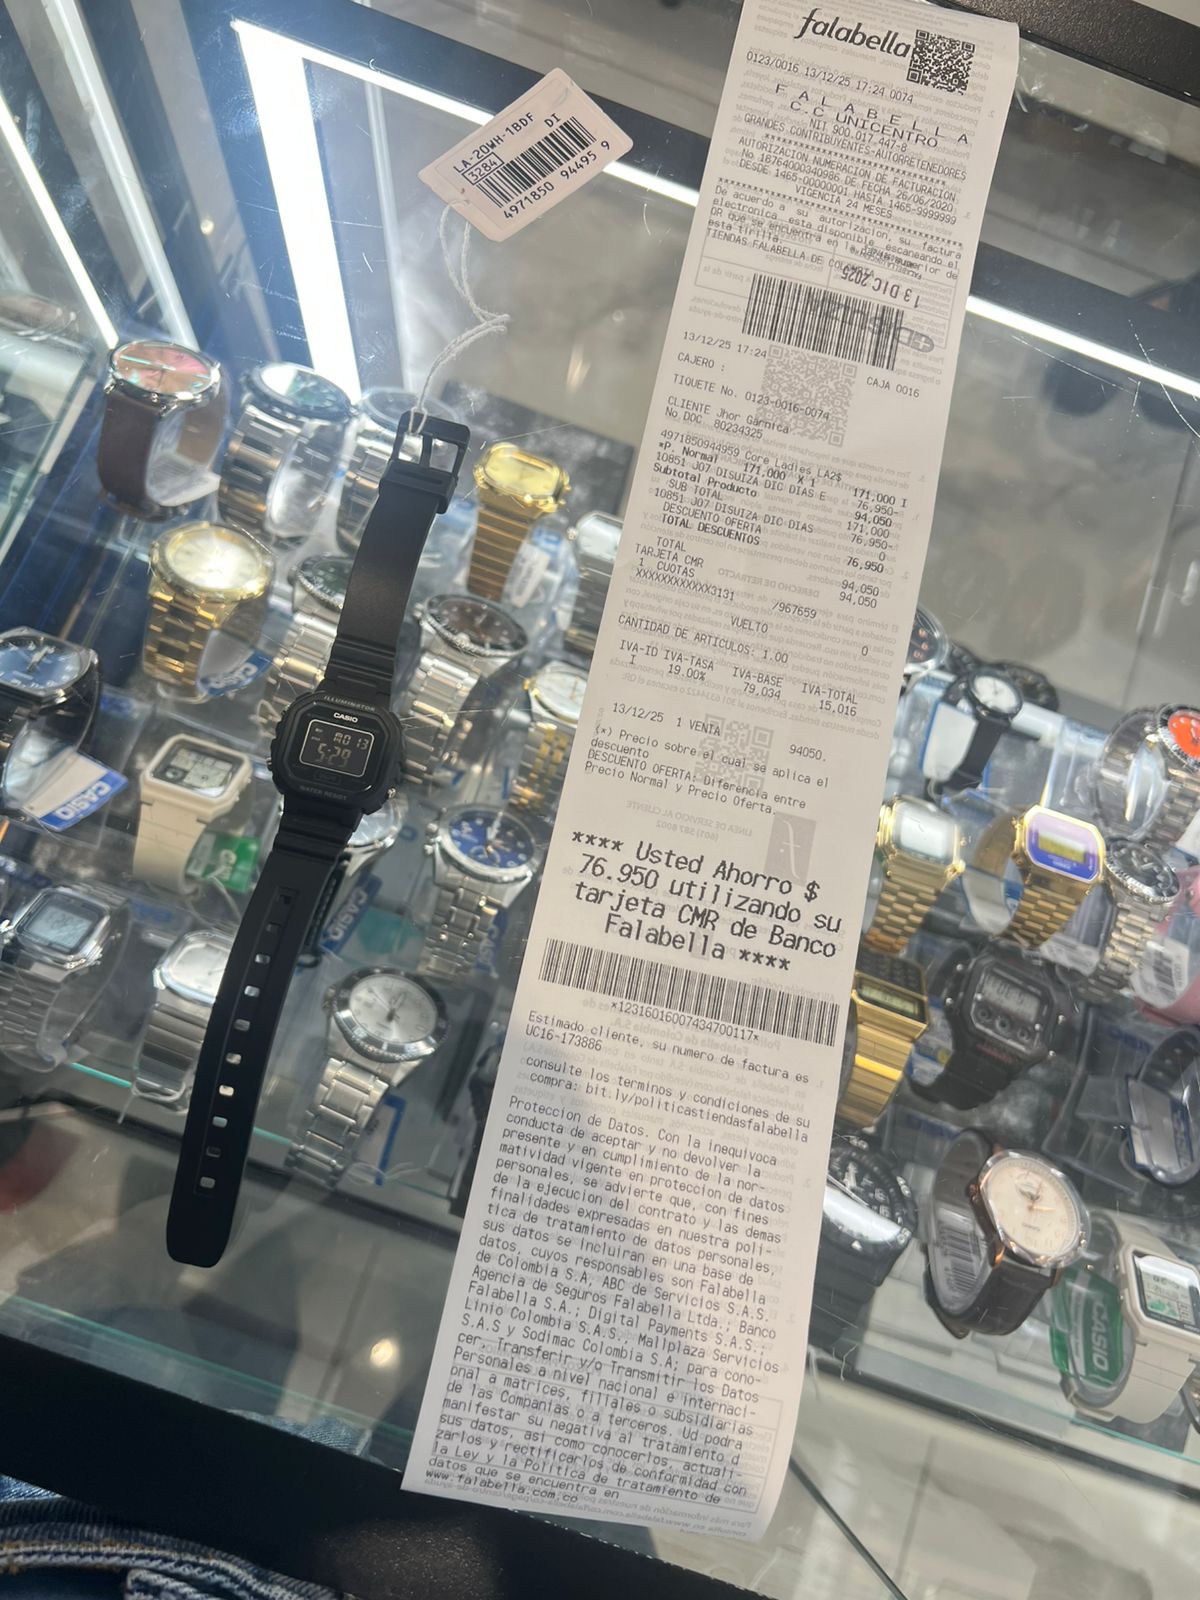 falabella
0123/0016 13/12/25 17:24 0074
F A L A B E L L A
C.C UNICENTRO
NIT 900.017.447-8
GRANDES CONTRIBUYENTES-AUTORRETENEDORES
AUTORIZACION NUMERACION DE FACTURACION
No 18764000340986 DE FECHA 26/06/2020
DESDE 1465-00000001 HASTA 1465-9999999
VIGENCIA 24 MESES
De acuerdo a su autorizacion, su factura
electronica esta disponible escaneando el
QR que se encuentra en la parte superior de
esta tirilla.
TIENDAS FALABELLA DE COLOMBIA
13 DIC 2025
13/12/25 17:24
CAJERO :
CAJA 0016
TIQUETE No. 0123-0016-0074
CLIENTE Jhor Garnica
No DOC. 80234325
4971850944959 Core Ladies LA2$
*P. Normal 171.000 x 1 171,000 I
10851 J07 DISUIZA DIC DIAS E 76,950-
Subtotal Producto 94,050
SUB TOTAL 171,000
10851 J07 DISUIZA DIC DIAS 76,950-
DESCUENTO OFERTA 0
TOTAL DESCUENTOS 76,950
TOTAL 94,050
TARJETA CMR 94,050
1 CUOTAS
XXXXXXXXXXXX3131 /967659
VUELTO 0
CANTIDAD DE ARTICULOS: 1.00
IVA-ID IVA-TASA IVA-BASE IVA-TOTAL
I 19.00% 79,034 15,016
13/12/25 1 VENTA 94050.
(*) Precio sobre el cual se aplica el
descuento
DESCUENTO OFERTA: Diferencia entre
Precio Normal y Precio Oferta.
**** Usted Ahorro $
76.950 utilizando su
tarjeta CMR de Banco
Falabella ****
*12316016007434700117*
Estimado cliente, su numero de factura es
UC16-173886
consulte los terminos y condiciones de su
compra: bit.ly/politicastiendasfalabella
Proteccion de Datos. Con la inequivoca
conducta de aceptar y no devolver la
presente y en cumplimiento de la nor-
matividad vigente en proteccion de datos
personales, se advierte que, con fines
de la ejecucion del contrato y las demas
finalidades expresadas en nuestra poli-
tica de tratamiento de datos personales,
sus datos se incluiran en una base de
datos, cuyos responsables son Falabella
de Colombia S.A, ABC de Servicios S.A.S.
Agencia de Seguros Falabella Ltda.; Banco
Falabella S.A.; Digital Payments S.A.S.;
Linio Colombia S.A.S.; Mallplaza Servicios
S.A.S y Sodimac Colombia S.A; para cono-
cer, Transferir y/o Transmitir los Datos
Personales a nivel nacional e internaci-
onal a matrices, filiales o subsidiarias
de las Companias o a terceros. Ud podra
manifestar su negativa al tratamiento d
sus datos, asi como conocerlos, actuali-
zarlos y rectificarlos de conformidad con
la Ley y la Politica de tratamiento de
datos que se encuentra en
www.falabella.com.co
LA-20WH-1BDF DI
3284
4971850 94495 9
ILLUMINATOR
CASIO
MO 13
5:29
WATER RESIST
CASIO
CASIO
CASIO